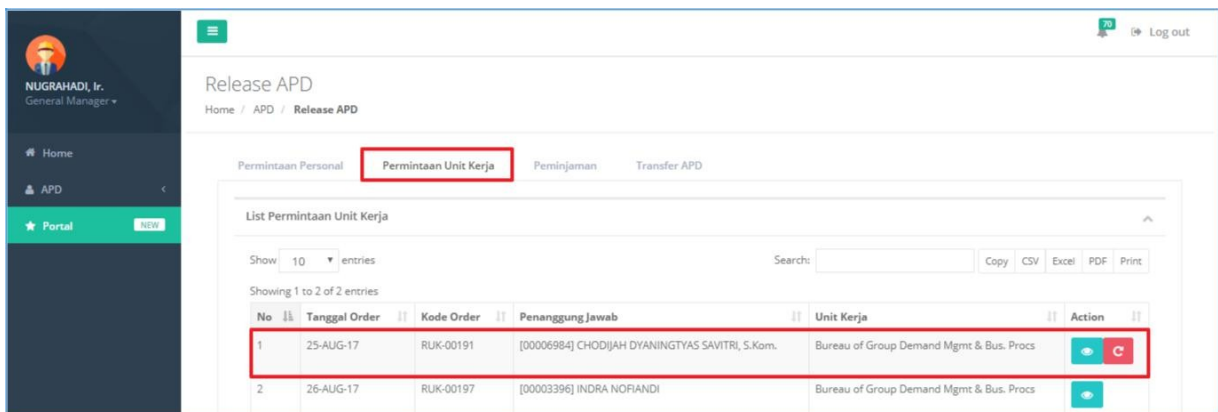 70
Log out
NUGRAHADI, Ir.
General Manager
Release APD
Home / APD / Release APD
Home
APD
Portal NEW
Permintaan Personal Permintaan Unit Kerja Peminjaman Transfer APD
List Permintaan Unit Kerja
Show 10 entries Search: Copy CSV Excel PDF Print
Showing 1 to 2 of 2 entries
No Tanggal Order Kode Order Penanggung Jawab Unit Kerja Action
1 25-AUG-17 RUK-00191 [00006984] CHODIJAH DYANINGTYAS SAVITRI, S.Kom. Bureau of Group Demand Mgmt & Bus. Procs
2 26-AUG-17 RUK-00197 [00003396] INDRA NOFIANDI Bureau of Group Demand Mgmt & Bus. Procs